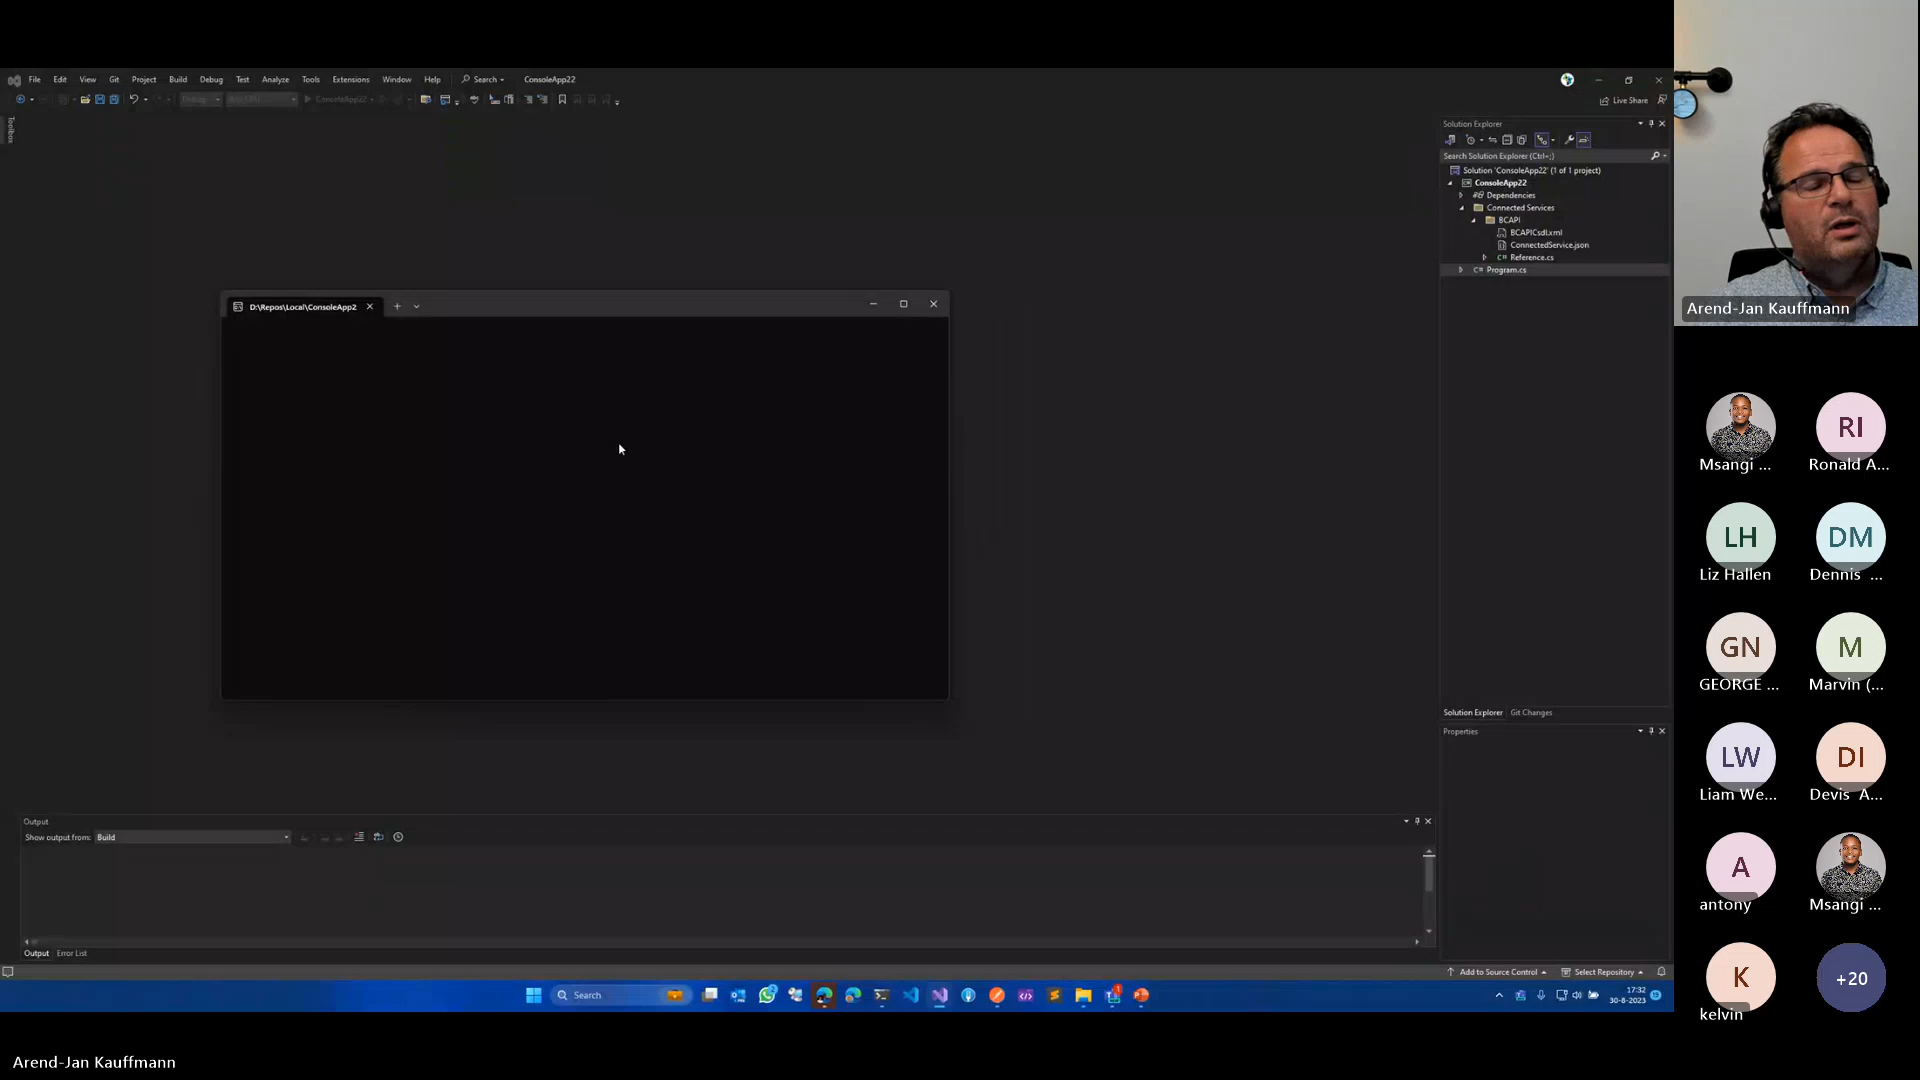 File Edit View Git Project Build Debug Test Analyze Tools Extensions Window Help Search ConsoleApp22
Debug Any CPU ConsoleApp22
Live Share
Toolbox
Solution Explorer
Search Solution Explorer (Ctrl+;)
Solution 'ConsoleApp22' (1 of 1 project)
ConsoleApp22
Dependencies
Connected Services
BCAPI
BCAPICsdl.xml
ConnectedService.json
C# Reference.cs
C# Program.cs
D:\Repos\Local\ConsoleApp2
Solution Explorer Git Changes
Properties
Output
Show output from: Build
Output Error List
Add to Source Control Select Repository
Search
17:32
30-8-2023
Arend-Jan Kauffmann
Msangi ...
RI
Ronald A...
LH
Liz Hallen
DM
Dennis ...
GN
GEORGE ...
M
Marvin (...
LW
Liam We...
DI
Devis A...
A
antony
Msangi ...
K
kelvin
+20
Arend-Jan Kauffmann